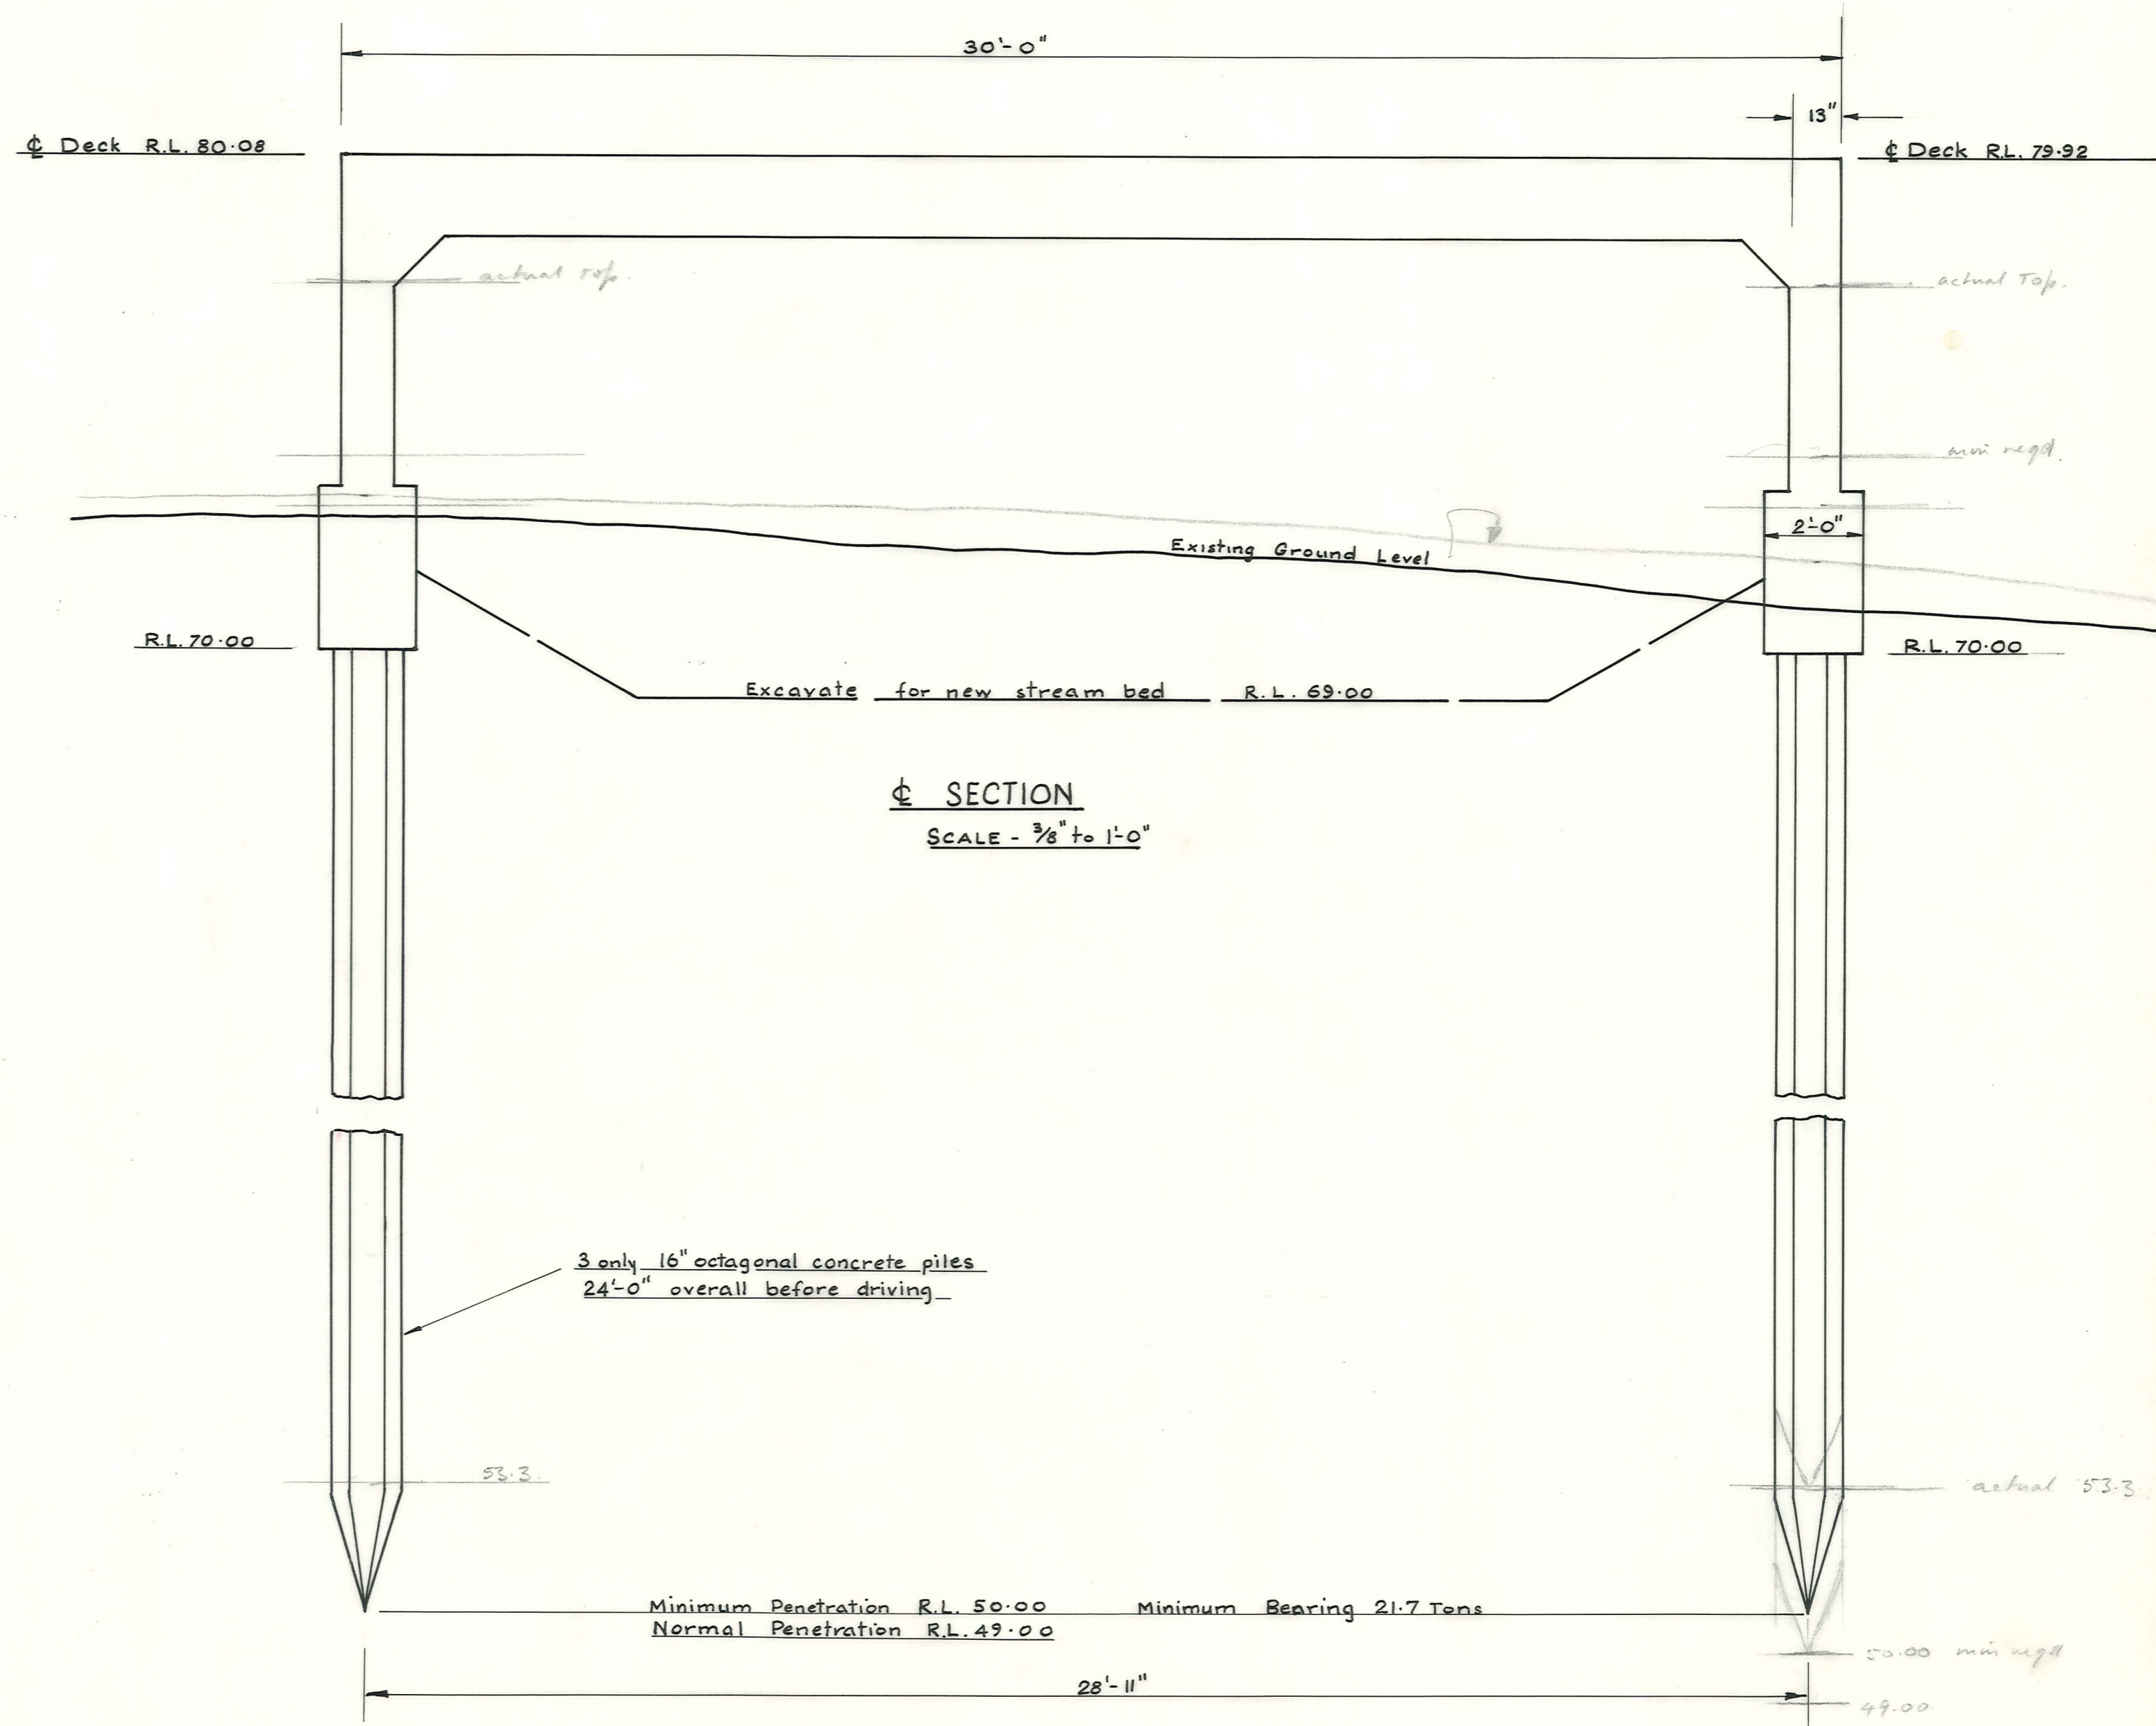 30'-0"
13"
℄ Deck R.L. 80·08
℄ Deck R.L. 79·92
actual Top.
actual Top.
min reqd.
2'-0"
Existing Ground Level
R.L. 70·00
R.L. 70·00
Excavate for new stream bed R.L. 69·00
℄ SECTION
SCALE - 3/8" to 1'-0"
3 only 16" octagonal concrete piles
24'-0" overall before driving
53·3.
actual 53·3
Minimum Penetration R.L. 50·00 Minimum Bearing 21·7 Tons
Normal Penetration R.L. 49·00
50·00 min reqd
28'-11"
49·00